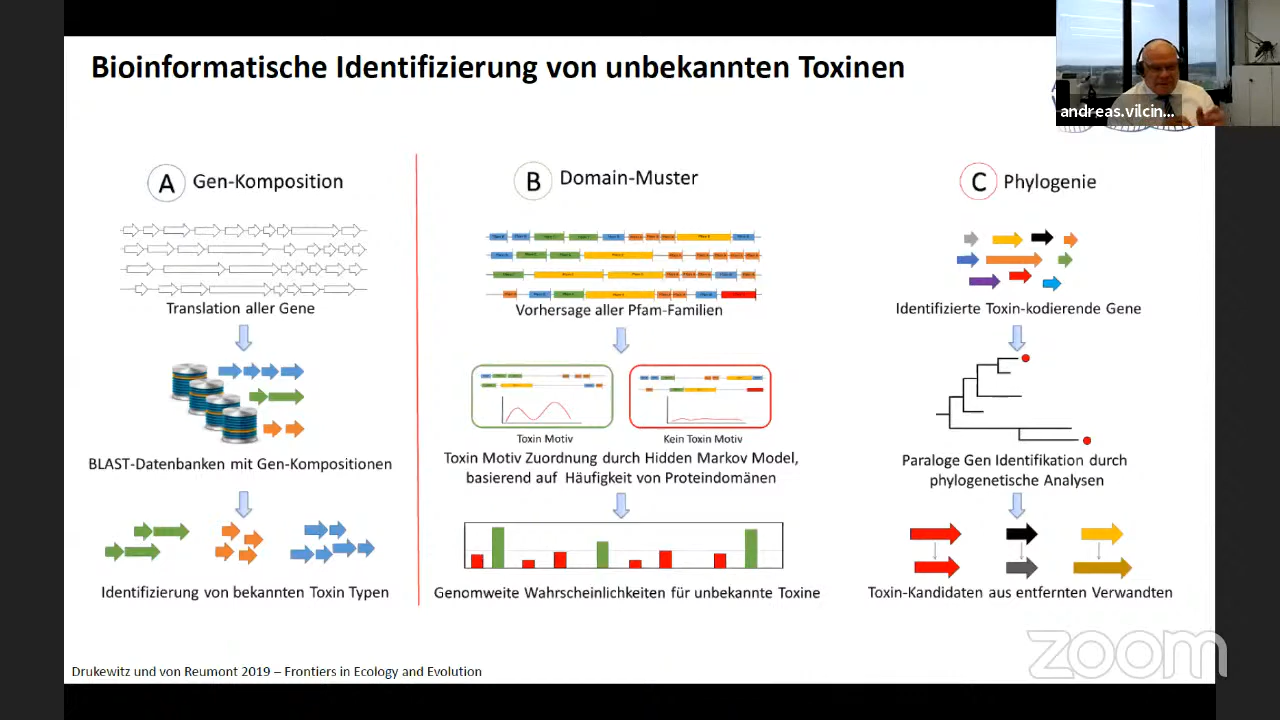 Bioinformatische Identifizierung von unbekannten Toxinen
andreas.vilcin...
A Gen-Komposition
Translation aller Gene
BLAST-Datenbanken mit Gen-Kompositionen
Identifizierung von bekannten Toxin Typen
B Domain-Muster
Vorhersage aller Pfam-Familien
Toxin Motiv
Kein Toxin Motiv
Toxin Motiv Zuordnung durch Hidden Markov Model,
basierend auf Häufigkeit von Proteindomänen
Genomweite Wahrscheinlichkeiten für unbekannte Toxine
C Phylogenie
Identifizierte Toxin-kodierende Gene
Paraloge Gen Identifikation durch
phylogenetische Analysen
Toxin-Kandidaten aus entfernten Verwandten
Drukewitz und von Reumont 2019 – Frontiers in Ecology and Evolution
zoom